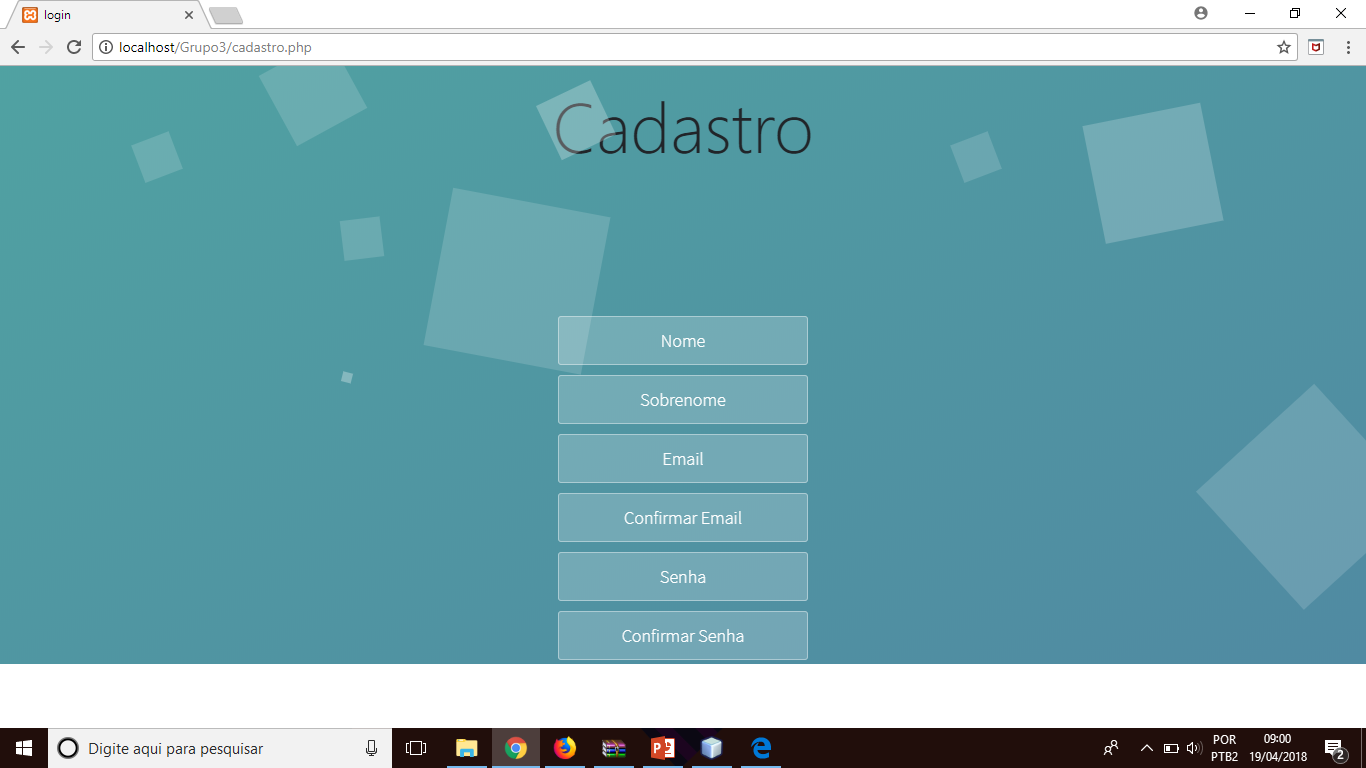 login
localhost/Grupo3/cadastro.php
Cadastro
Nome
Sobrenome
Email
Confirmar Email
Senha
Confirmar Senha
Digite aqui para pesquisar
POR
PTB2
09:00
19/04/2018
2